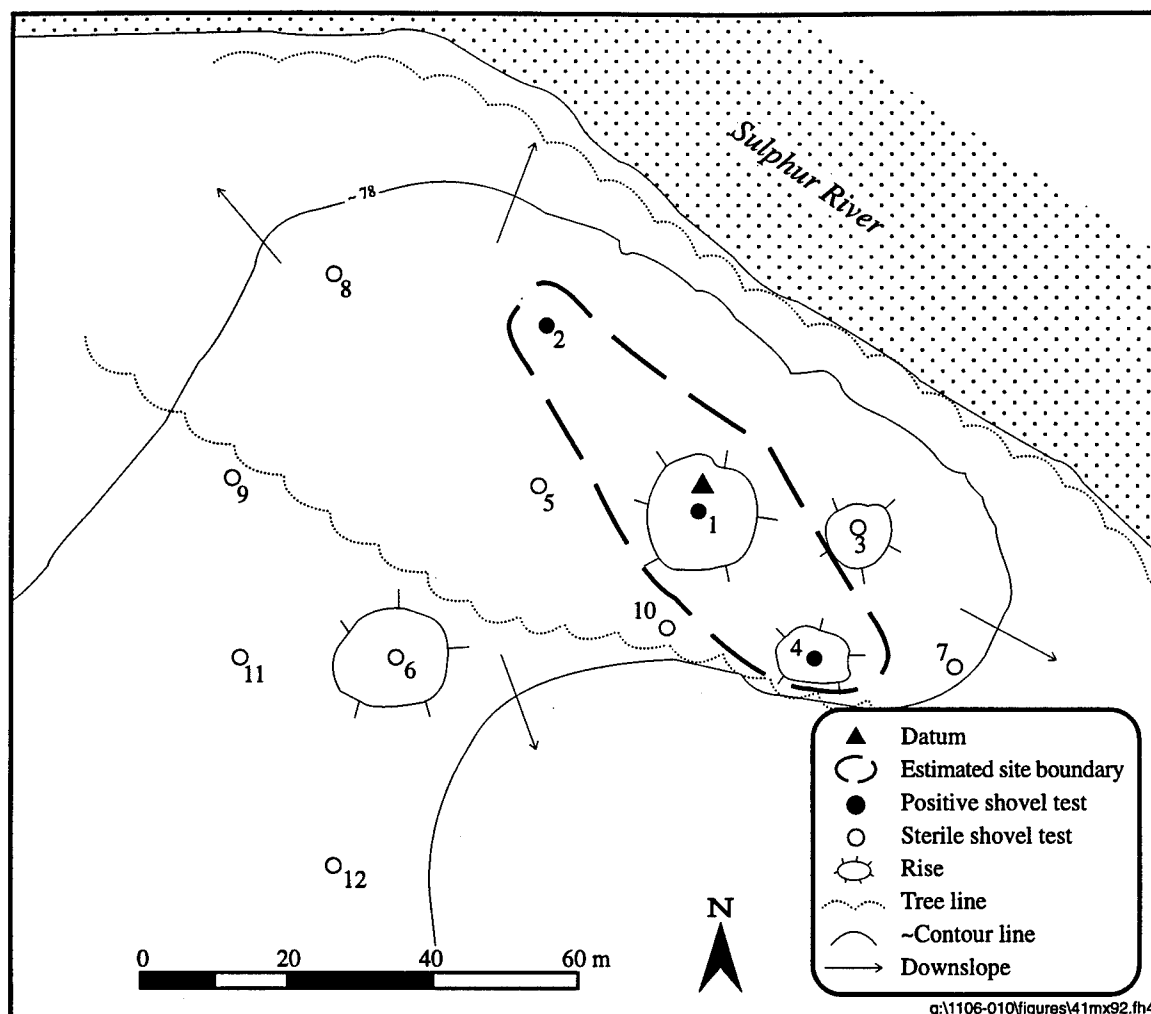 Sulphur River
~ 78
8
2
9
5
1
3
10
4
7
11
6
12
N
0 20 40 60 m
Datum
Estimated site boundary
Positive shovel test
Sterile shovel test
Rise
Tree line
~Contour line
Downslope
g:\1106-010\figures\41mx92.fh4